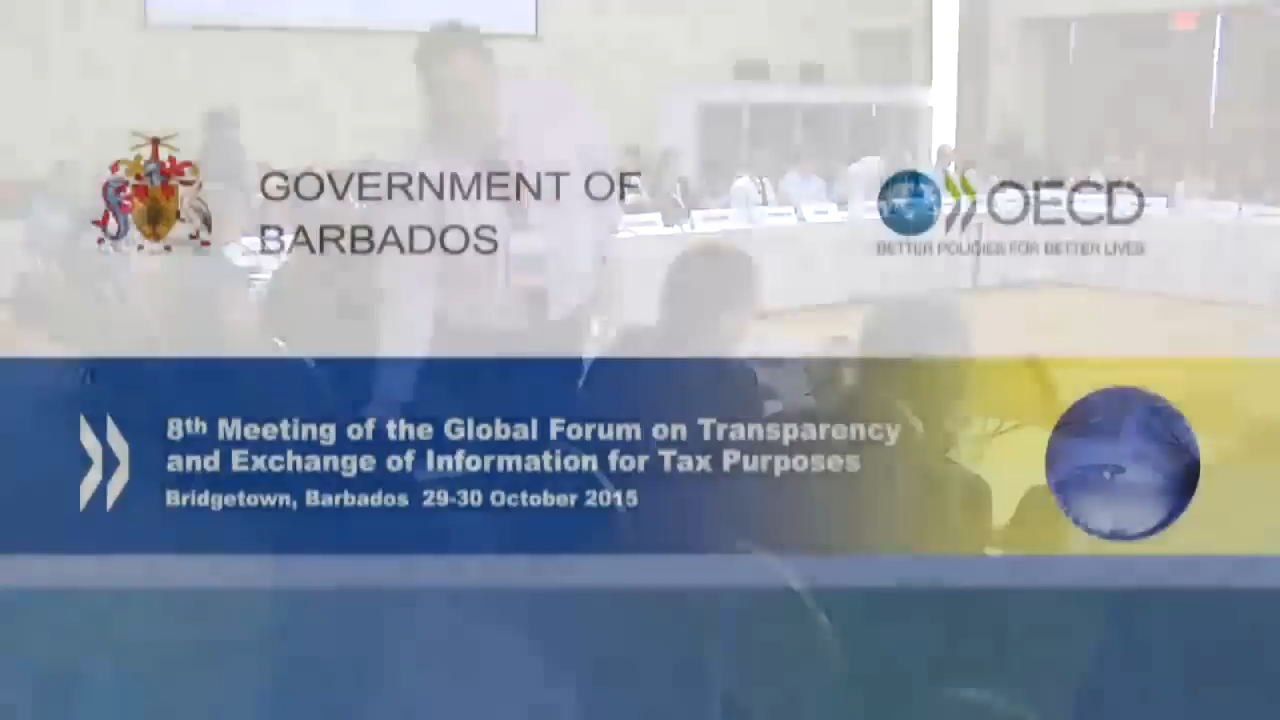 GOVERNMENT OF
BARBADOS
OECD
BETTER POLICIES FOR BETTER LIVES
8th Meeting of the Global Forum on Transparency
and Exchange of Information for Tax Purposes
Bridgetown, Barbados 29-30 October 2015